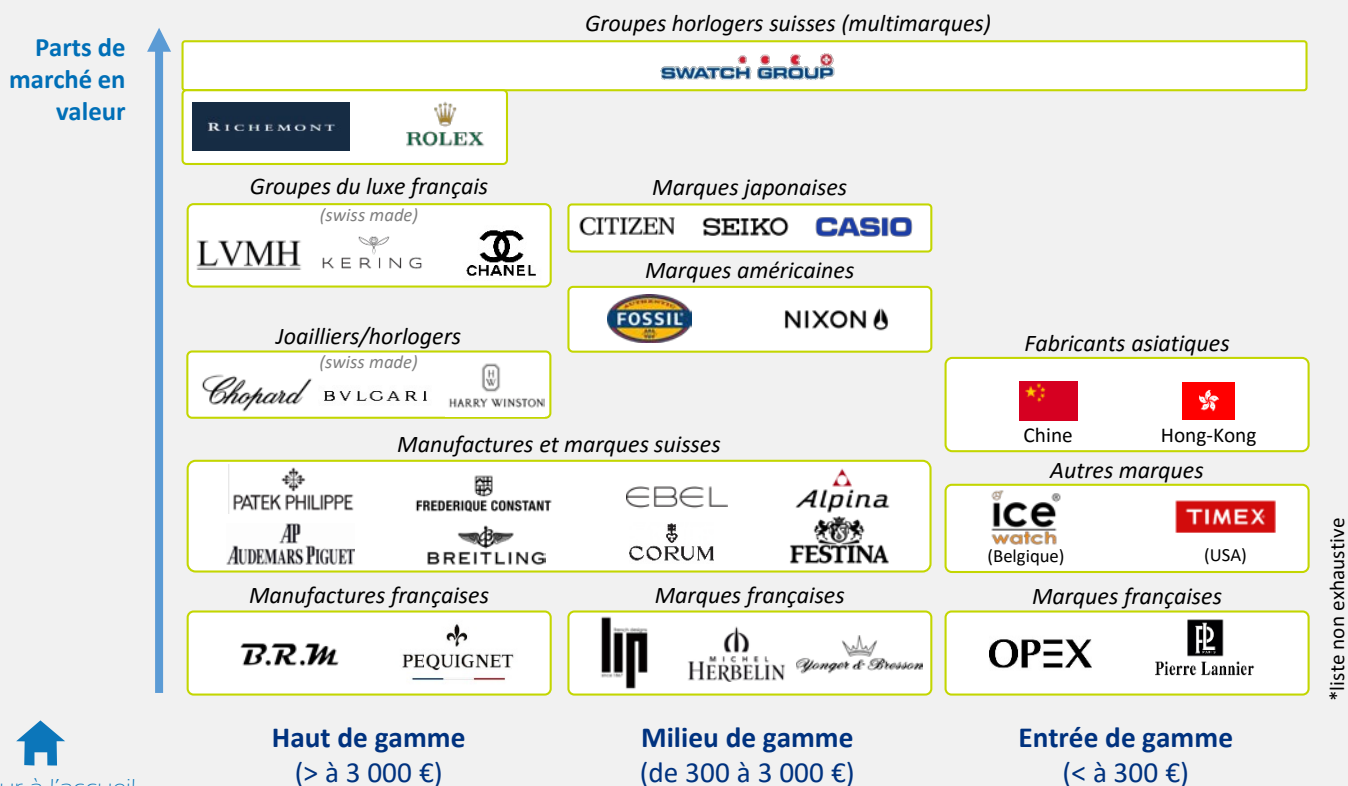 Groupes horlogers suisses (multimarques)
Parts de
marché en
valeur
SWATCH GROUP
RICHEMONT
ROLEX
Groupes du luxe français
(swiss made)
LVMH
KERING
CHANEL
Marques japonaises
CITIZEN
SEIKO
CASIO
Marques américaines
AUTHENTIC
FOSSIL
NIXON
Joailliers/horlogers
(swiss made)
Chopard
BVLGARI
HW
HARRY WINSTON
Fabricants asiatiques
Chine
Hong-Kong
Manufactures et marques suisses
PATEK PHILIPPE
FREDERIQUE CONSTANT
EBEL
Alpina
AP
AUDEMARS PIGUET
BREITLING
CORUM
FESTINA
Autres marques
ice
watch
®
(Belgique)
TIMEX
(USA)
Manufactures françaises
B.R.M
PEQUIGNET
Marques françaises
lip
MICHEL
HERBELIN
Yonger & Bresson
Marques françaises
OPEX
PL
Pierre Lannier
*liste non exhaustive
Haut de gamme
(> à 3 000 €)
Milieu de gamme
(de 300 à 3 000 €)
Entrée de gamme
(< à 300 €)
à l'accueil